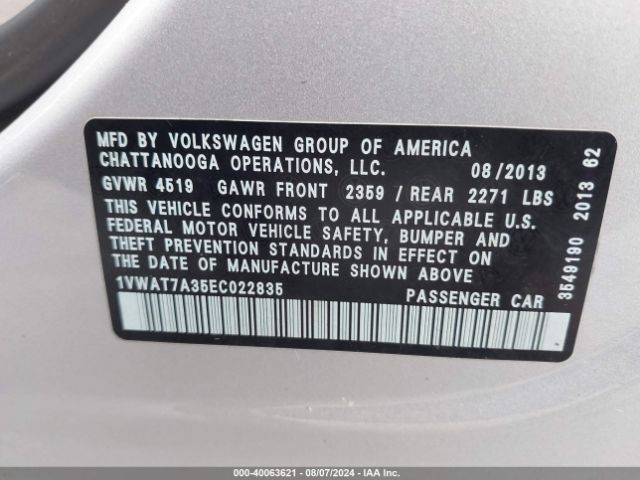 MFD BY VOLKSWAGEN GROUP OF AMERICA
CHATTANOOGA OPERATIONS, LLC. 08/2013
GVWR 4519 GAWR FRONT 2359 / REAR 2271 LBS
THIS VEHICLE CONFORMS TO ALL APPLICABLE U.S.
FEDERAL MOTOR VEHICLE SAFETY, BUMPER AND
THEFT PREVENTION STANDARDS IN EFFECT ON
THE DATE OF MANUFACTURE SHOWN ABOVE.
1VWAT7A35EC022835 PASSENGER CAR
3549190 2013 62
000-40063621 - 08/07/2024 - IAAI.COM